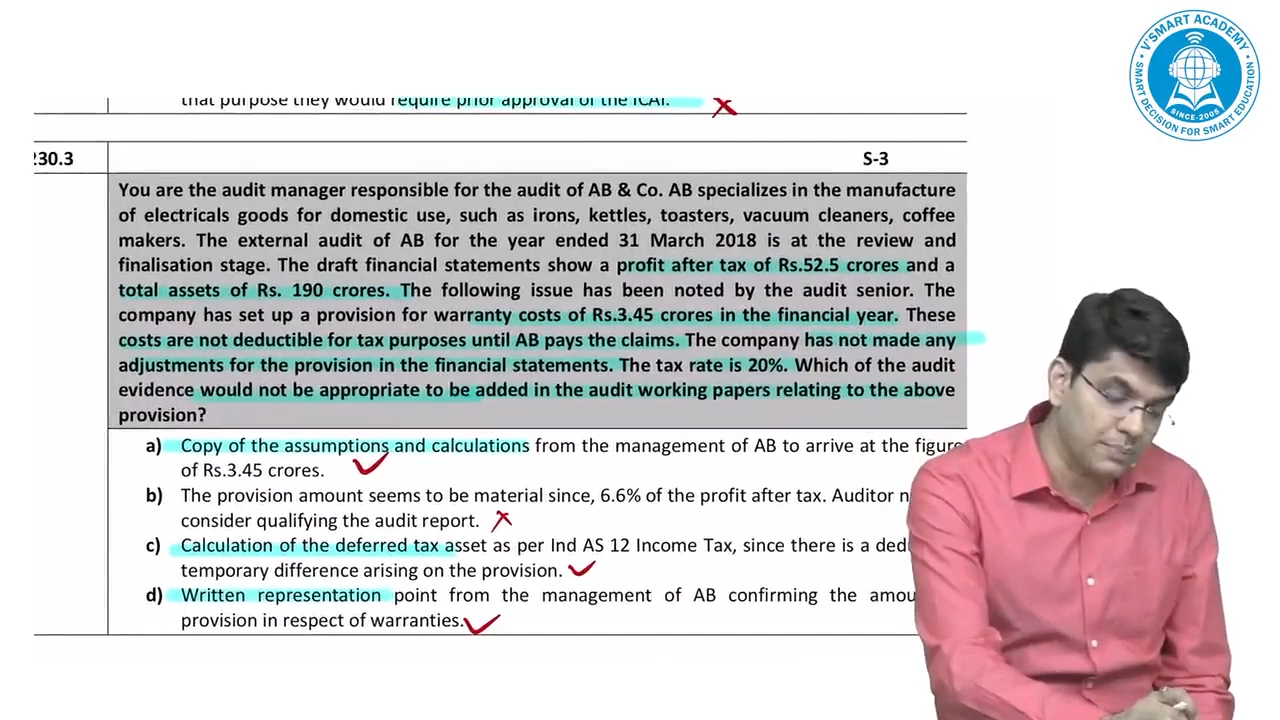 that purpose they would require prior approval of the ICAI.
230.3
S-3
You are the audit manager responsible for the audit of AB & Co. AB specializes in the manufacture
of electricals goods for domestic use, such as irons, kettles, toasters, vacuum cleaners, coffee
makers. The external audit of AB for the year ended 31 March 2018 is at the review and
finalisation stage. The draft financial statements show a profit after tax of Rs.52.5 crores and a
total assets of Rs. 190 crores. The following issue has been noted by the audit senior. The
company has set up a provision for warranty costs of Rs.3.45 crores in the financial year. These
costs are not deductible for tax purposes until AB pays the claims. The company has not made any
adjustments for the provision in the financial statements. The tax rate is 20%. Which of the audit
evidence would not be appropriate to be added in the audit working papers relating to the above
provision?
a) Copy of the assumptions and calculations from the management of AB to arrive at the figure
of Rs.3.45 crores.
b) The provision amount seems to be material since, 6.6% of the profit after tax. Auditor
consider qualifying the audit report.
c) Calculation of the deferred tax asset as per Ind AS 12 Income Tax, since there is a
temporary difference arising on the provision.
d) Written representation point from the management of AB confirming the
provision in respect of warranties.
V'SMART ACADEMY
SINCE-2005
SMART DECISION FOR SMART EDUCATION